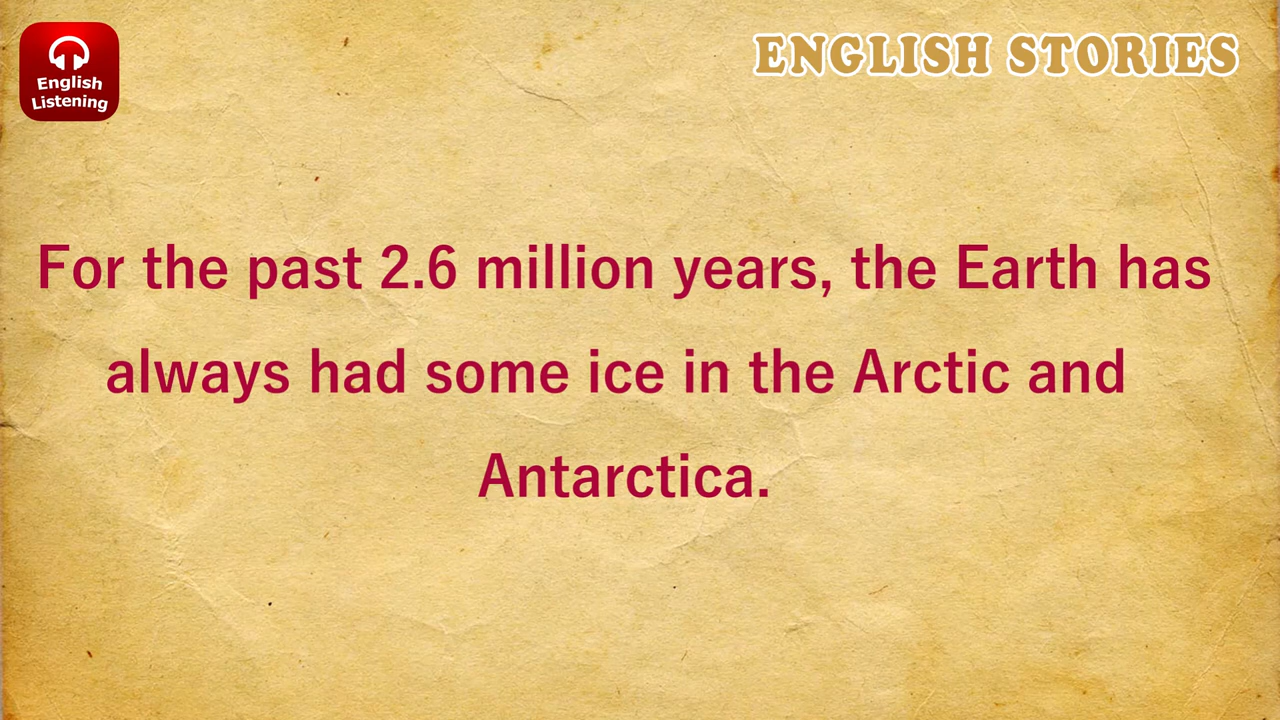 English
Listening
ENGLISH STORIES
For the past 2.6 million years, the Earth has
always had some ice in the Arctic and
Antarctica.